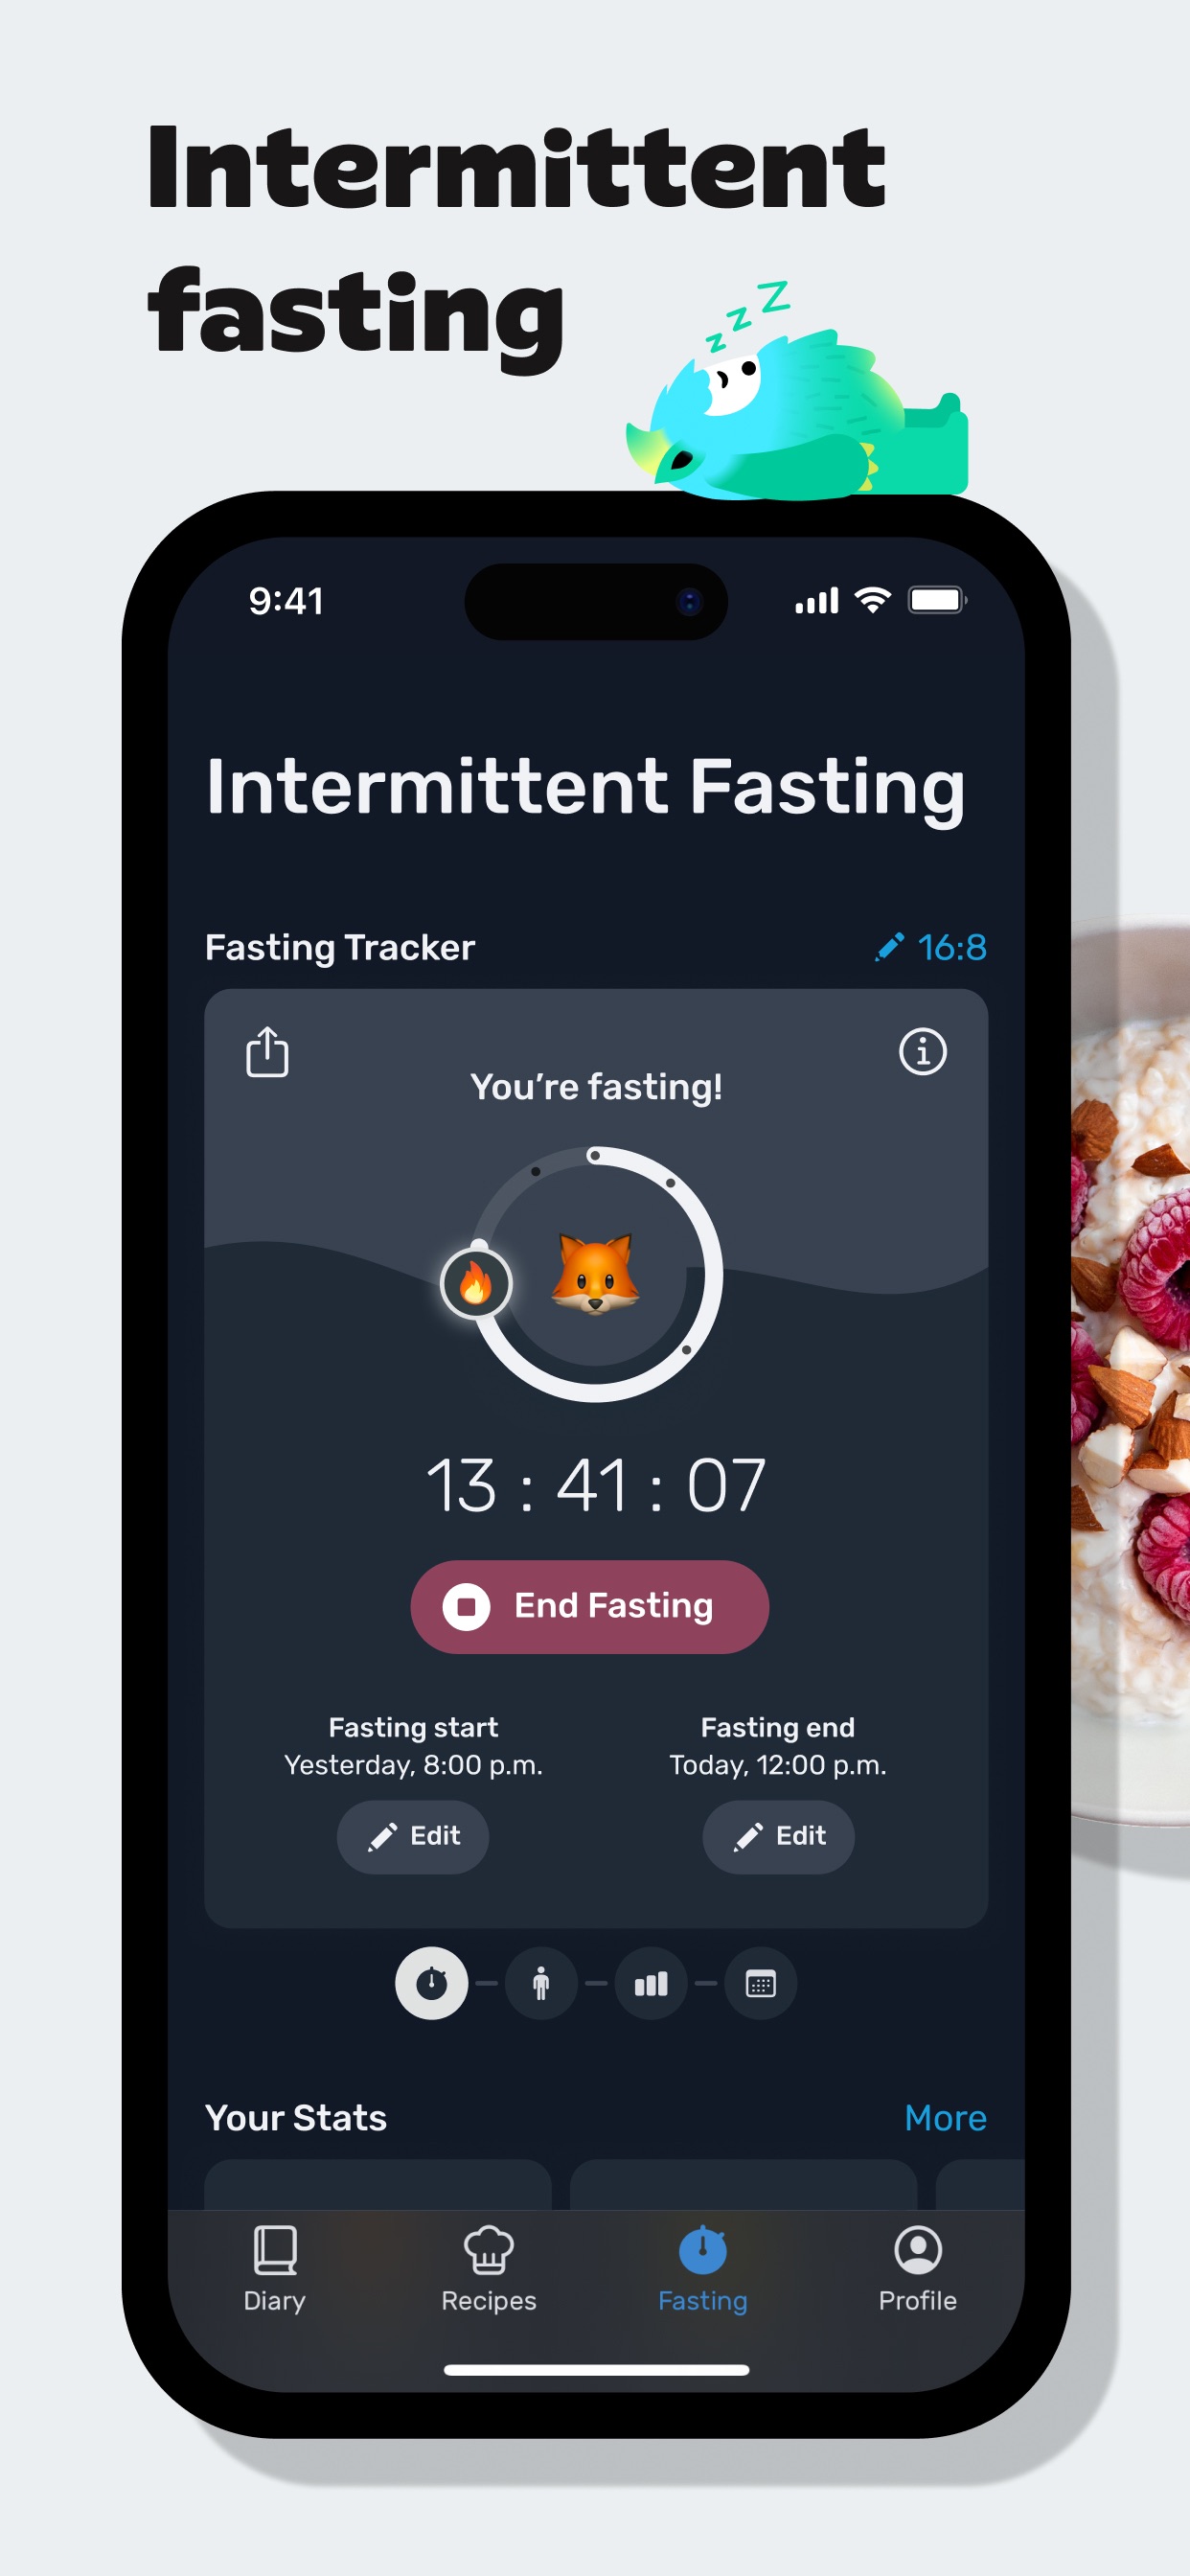 Intermittent
fasting
z z Z
9:41
Intermittent Fasting
Fasting Tracker 16:8
You’re fasting!
13 : 41 : 07
End Fasting
Fasting start Fasting end
Yesterday, 8:00 p.m. Today, 12:00 p.m.
Edit Edit
Your Stats More
Diary Recipes Fasting Profile